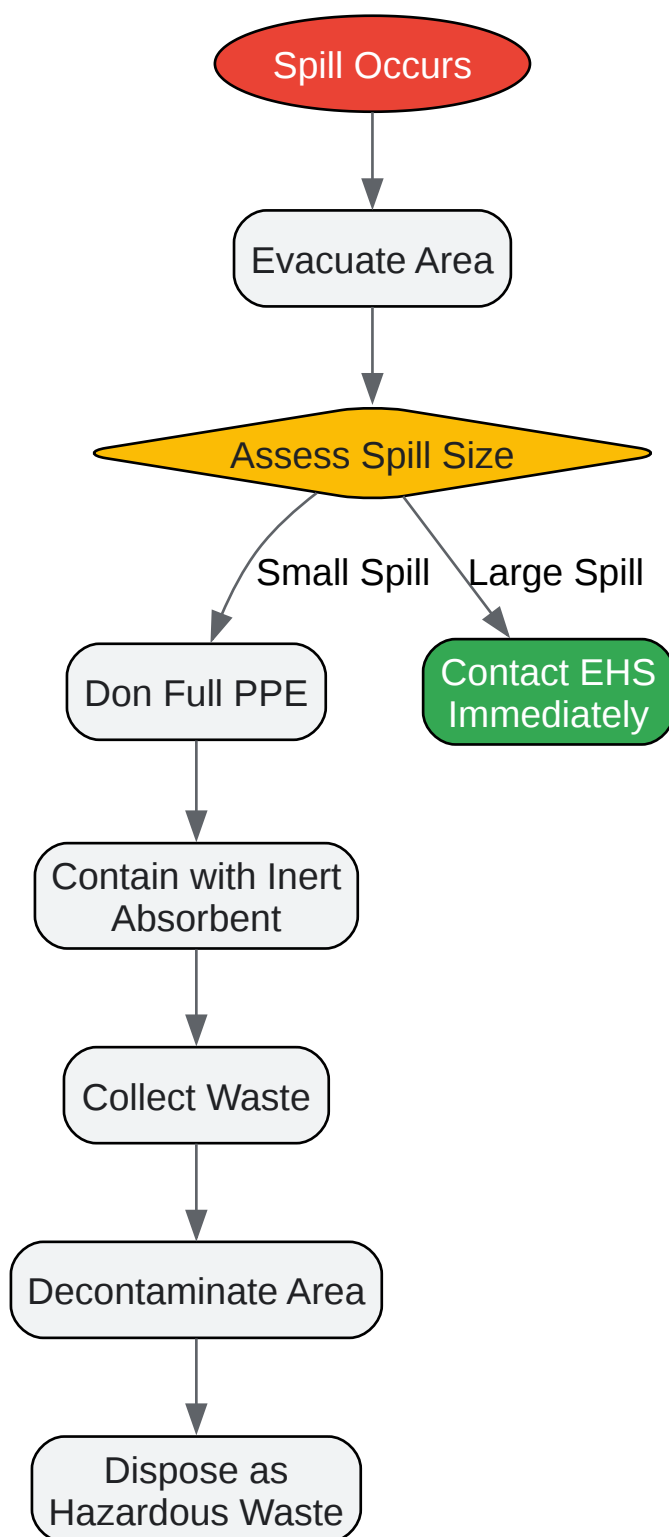 Spill Occurs
Evacuate Area
Assess Spill Size
Small Spill
Large Spill
Don Full PPE
Contact EHS
Immediately
Contain with Inert
Absorbent
Collect Waste
Decontaminate Area
Dispose as
Hazardous Waste